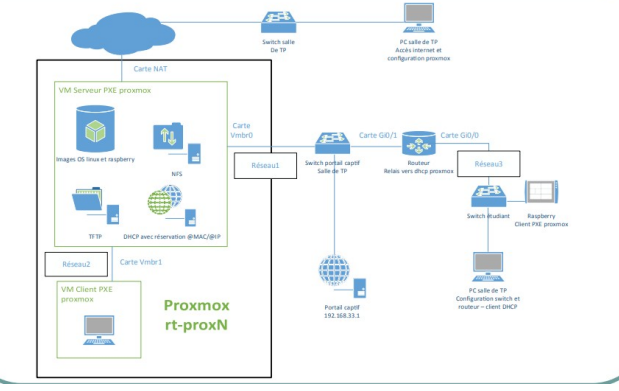 Switch salle
De TP
PC salle de TP
Accès internet et
configuration proxmox
Carte NAT
VM Serveur PXE proxmox
Images OS linux et raspberry
NFS
TFTP
DHCP avec réservation @MAC/@IP
Carte
Vmbr0
Réseau1
Switch portail captif
Salle de TP
Carte Gi0/1
Routeur
Relais vers dhcp proxmox
Carte Gi0/0
Réseau3
Switch étudiant
Raspberry
Client PXE proxmox
PC salle de TP
Configuration switch et
routeur – client DHCP
Portail captif
192.168.33.1
Réseau2
Carte Vmbr1
VM Client PXE
proxmox
Proxmox
rt-proxN